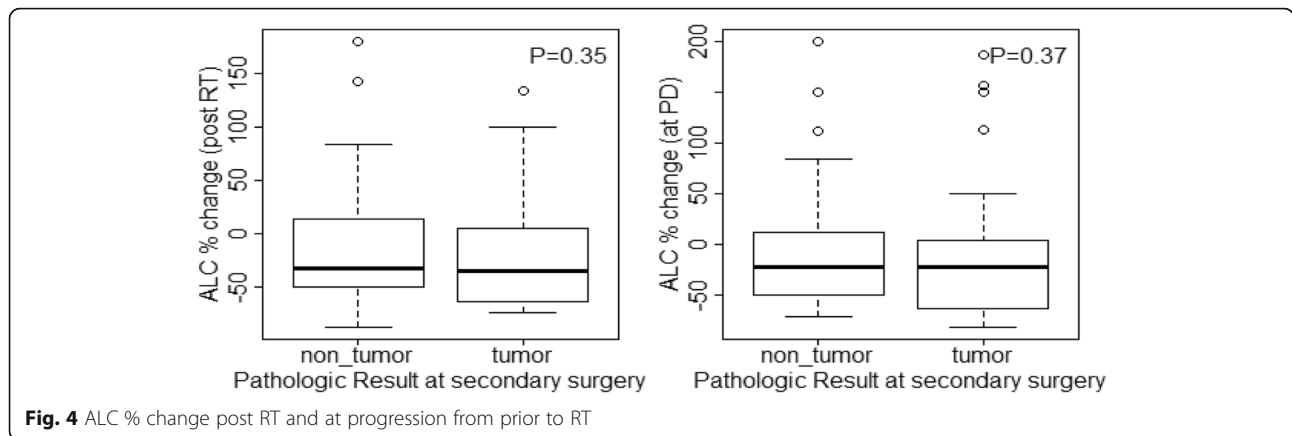 P=0.35
ALC % change (post RT)
150
100
50
0
-50
non_tumor
tumor
Pathologic Result at secondary surgery
P=0.37
ALC % change (at PD)
200
100
50
0
-50
non_tumor
tumor
Pathologic Result at secondary surgery
Fig. 4 ALC % change post RT and at progression from prior to RT